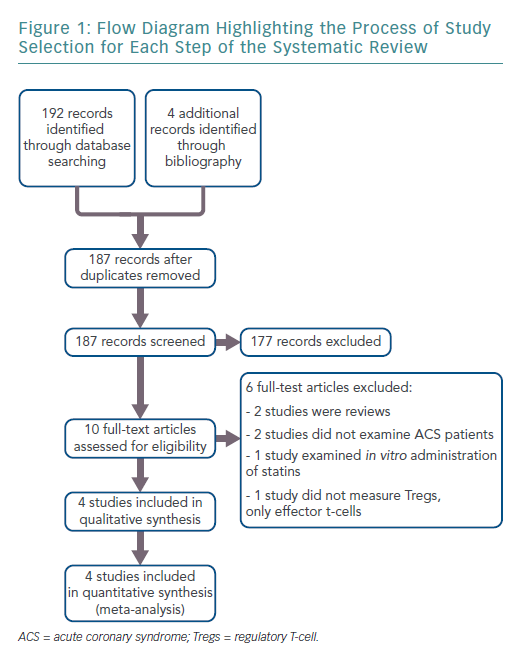 Figure 1: Flow Diagram Highlighting the Process of Study
Selection for Each Step of the Systematic Review
192 records
identified
through database
searching
4 additional
records identified
through
bibliography
187 records after
duplicates removed
187 records screened
177 records excluded
10 full-text articles
assessed for eligibility
6 full-test articles excluded:
- 2 studies were reviews
- 2 studies did not examine ACS patients
- 1 study examined in vitro administration
of statins
- 1 study did not measure Tregs,
only effector t-cells
4 studies included in
qualitative synthesis
4 studies included
in quantitative synthesis
(meta-analysis)
ACS = acute coronary syndrome; Tregs = regulatory T-cell.